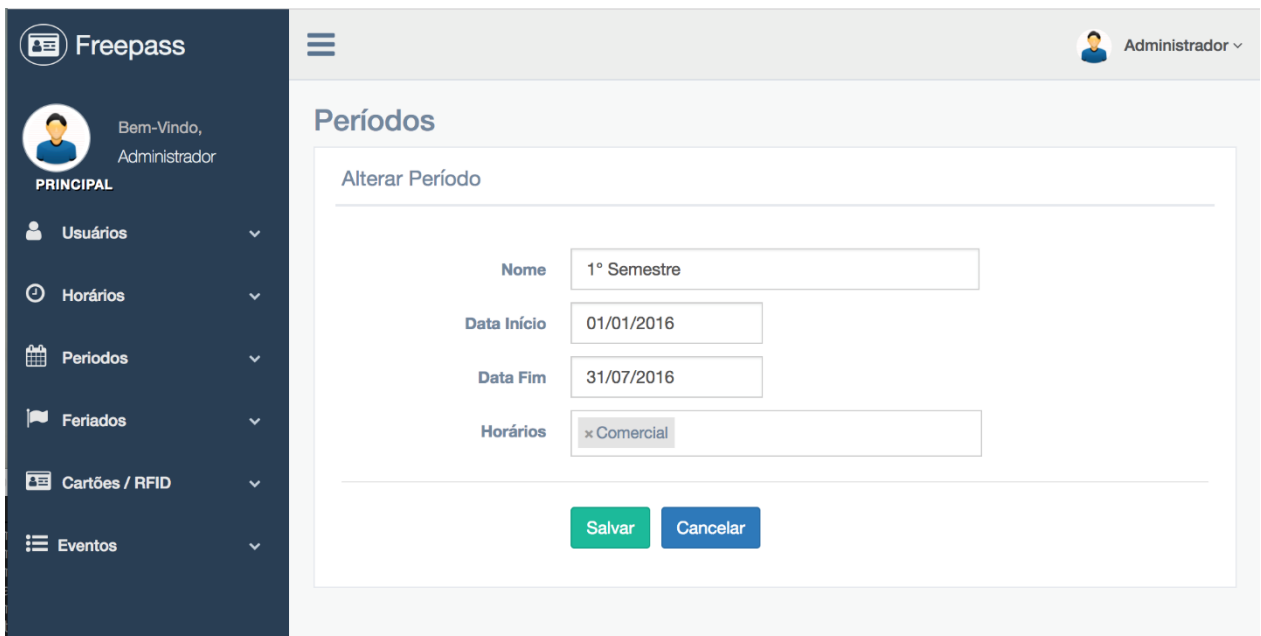 Freepass
Administrador
Bem-Vindo,
Administrador
PRINCIPAL
Usuários
Horários
Periodos
Feriados
Cartões / RFID
Eventos
Períodos
Alterar Período
Nome
1° Semestre
Data Início
01/01/2016
Data Fim
31/07/2016
Horários
× Comercial
Salvar
Cancelar